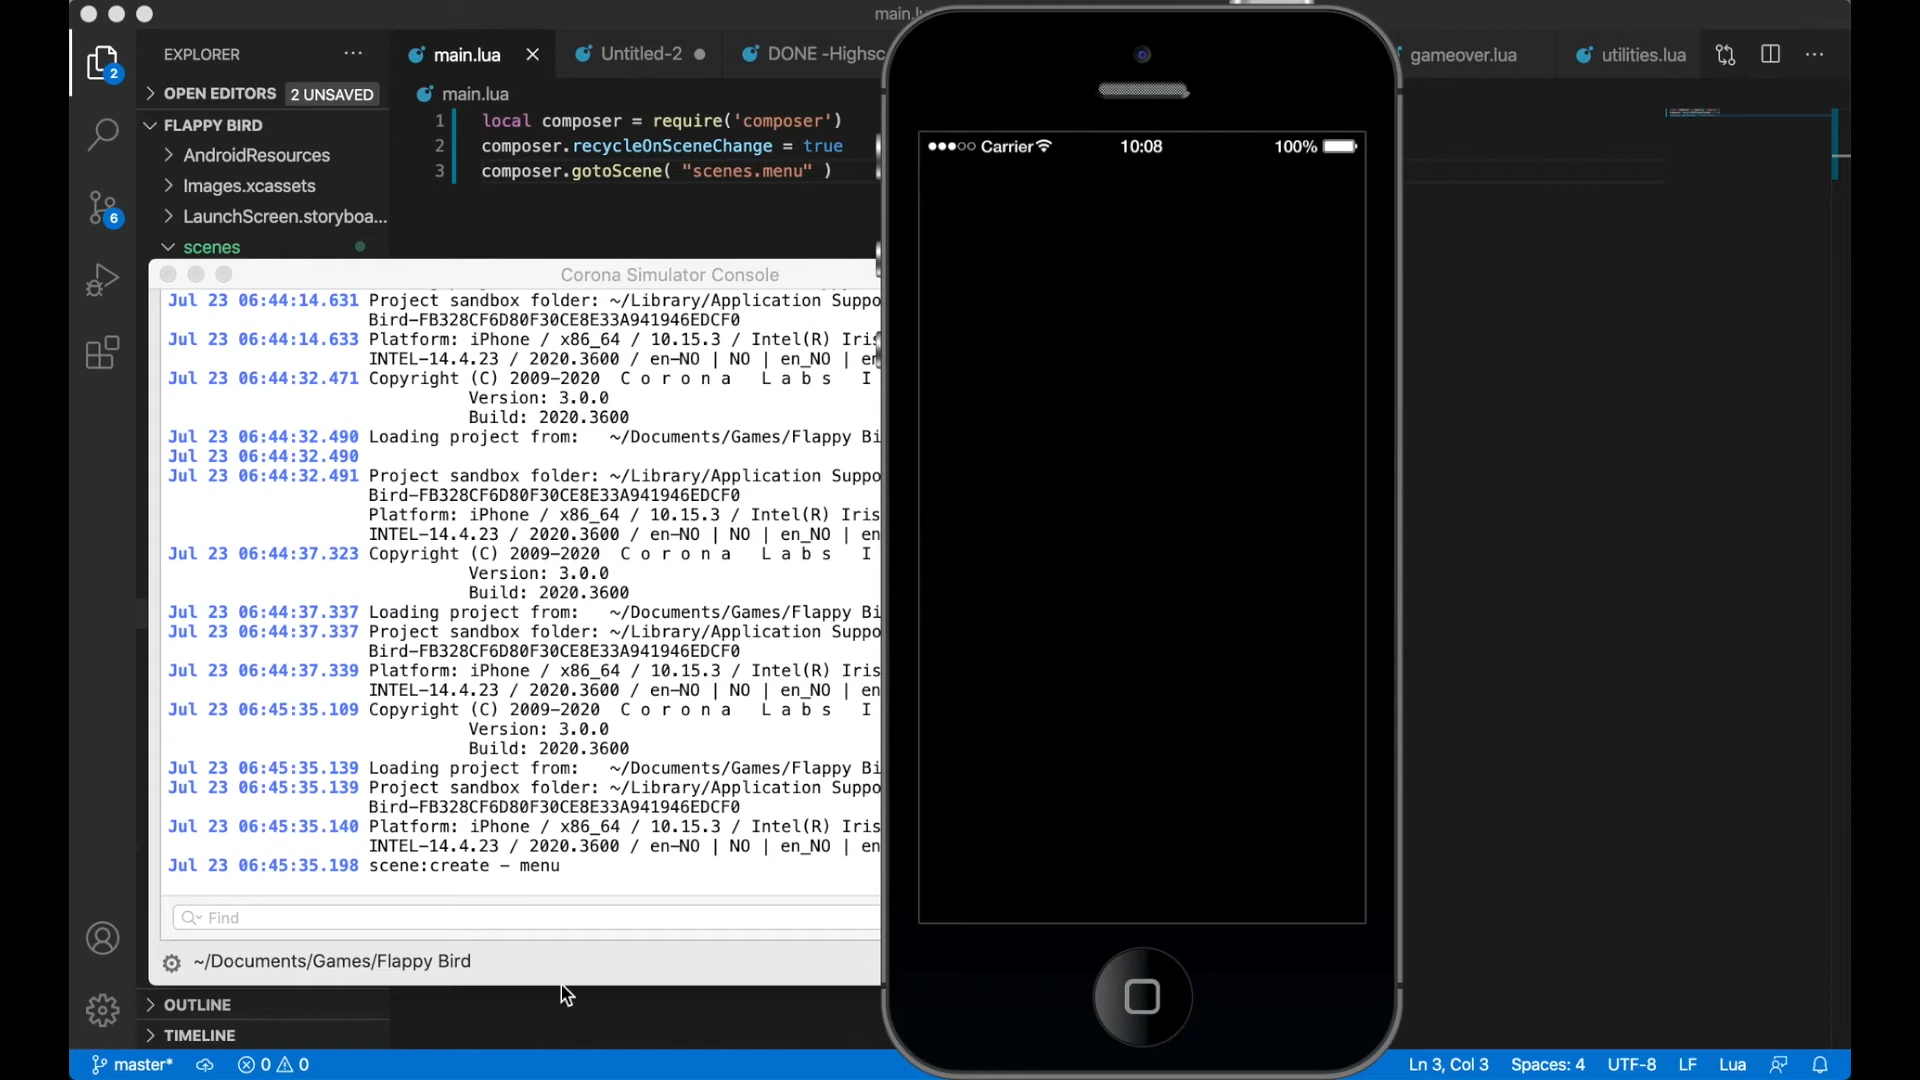 main.lu
EXPLORER
main.lua
Untitled-2
DONE -Highsc
gameover.lua
utilities.lua
2
OPEN EDITORS 2 UNSAVED
main.lua
FLAPPY BIRD
1 local composer = require('composer')
2 composer.recycleOnSceneChange = true
3 composer.gotoScene( "scenes.menu" )
AndroidResources
Images.xcassets
LaunchScreen.storyboa...
6
scenes
●●●○○ Carrier 10:08 100%
Corona Simulator Console
Jul 23 06:44:14.631 Project sandbox folder: ~/Library/Application Suppo
Bird-FB328CF6D80F30CE8E33A941946EDCF0
Jul 23 06:44:14.633 Platform: iPhone / x86_64 / 10.15.3 / Intel(R) Iris
INTEL-14.4.23 / 2020.3600 / en-NO | NO | en_NO | en
Jul 23 06:44:32.471 Copyright (C) 2009-2020 C o r o n a L a b s I
Version: 3.0.0
Build: 2020.3600
Jul 23 06:44:32.490 Loading project from: ~/Documents/Games/Flappy Bi
Jul 23 06:44:32.490
Jul 23 06:44:32.491 Project sandbox folder: ~/Library/Application Suppo
Bird-FB328CF6D80F30CE8E33A941946EDCF0
Platform: iPhone / x86_64 / 10.15.3 / Intel(R) Iris
INTEL-14.4.23 / 2020.3600 / en-NO | NO | en_NO | en
Jul 23 06:44:37.323 Copyright (C) 2009-2020 C o r o n a L a b s I
Version: 3.0.0
Build: 2020.3600
Jul 23 06:44:37.337 Loading project from: ~/Documents/Games/Flappy Bi
Jul 23 06:44:37.337 Project sandbox folder: ~/Library/Application Suppo
Bird-FB328CF6D80F30CE8E33A941946EDCF0
Jul 23 06:44:37.339 Platform: iPhone / x86_64 / 10.15.3 / Intel(R) Iris
INTEL-14.4.23 / 2020.3600 / en-NO | NO | en_NO | en
Jul 23 06:45:35.109 Copyright (C) 2009-2020 C o r o n a L a b s I
Version: 3.0.0
Build: 2020.3600
Jul 23 06:45:35.139 Loading project from: ~/Documents/Games/Flappy Bi
Jul 23 06:45:35.139 Project sandbox folder: ~/Library/Application Suppo
Bird-FB328CF6D80F30CE8E33A941946EDCF0
Jul 23 06:45:35.140 Platform: iPhone / x86_64 / 10.15.3 / Intel(R) Iris
INTEL-14.4.23 / 2020.3600 / en-NO | NO | en_NO | en
Jul 23 06:45:35.198 scene:create - menu
Find
~/Documents/Games/Flappy Bird
OUTLINE
TIMELINE
master* 0 0 Ln 3, Col 3 Spaces: 4 UTF-8 LF Lua